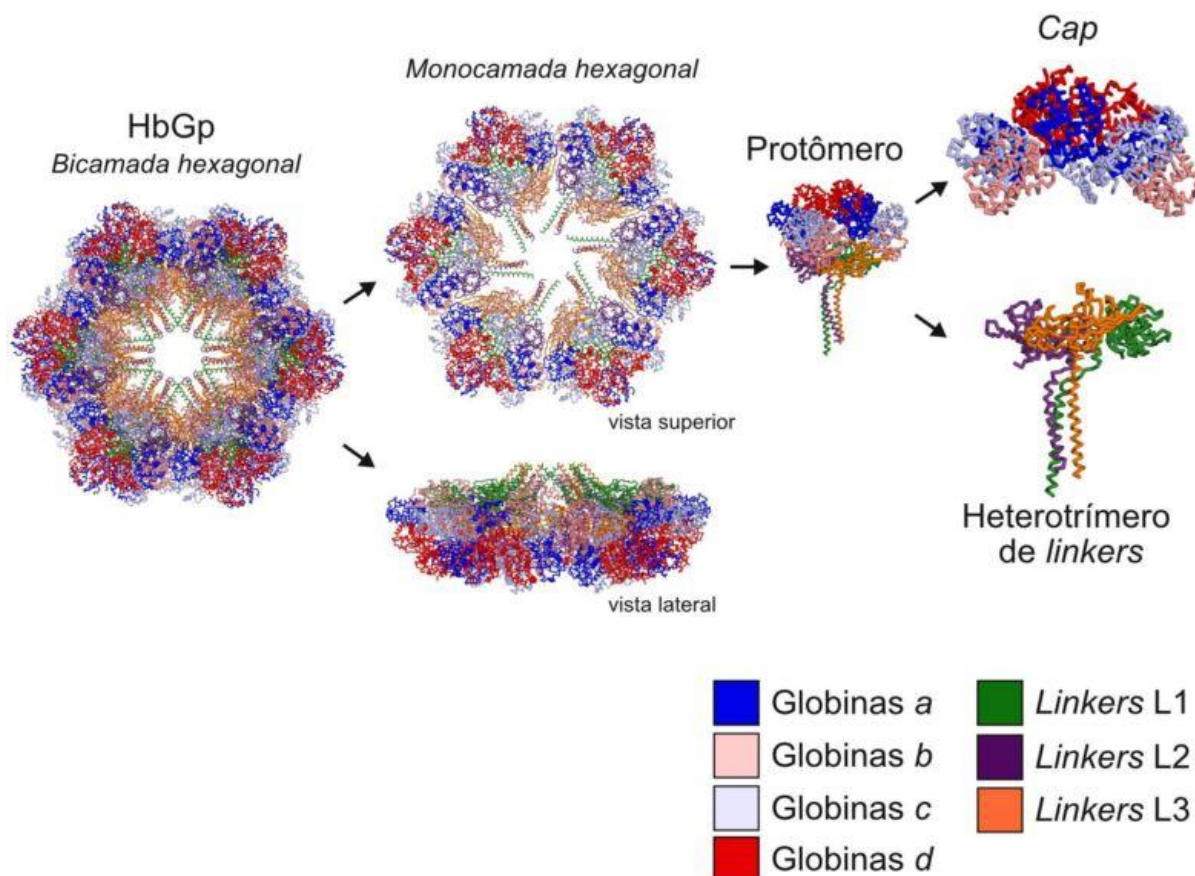 HbGp
Bicamada hexagonal
Monocamada hexagonal
vista superior
vista lateral
Protômero
Cap
Heterotrímero
de linkers
Globinas a
Globinas b
Globinas c
Globinas d
Linkers L1
Linkers L2
Linkers L3